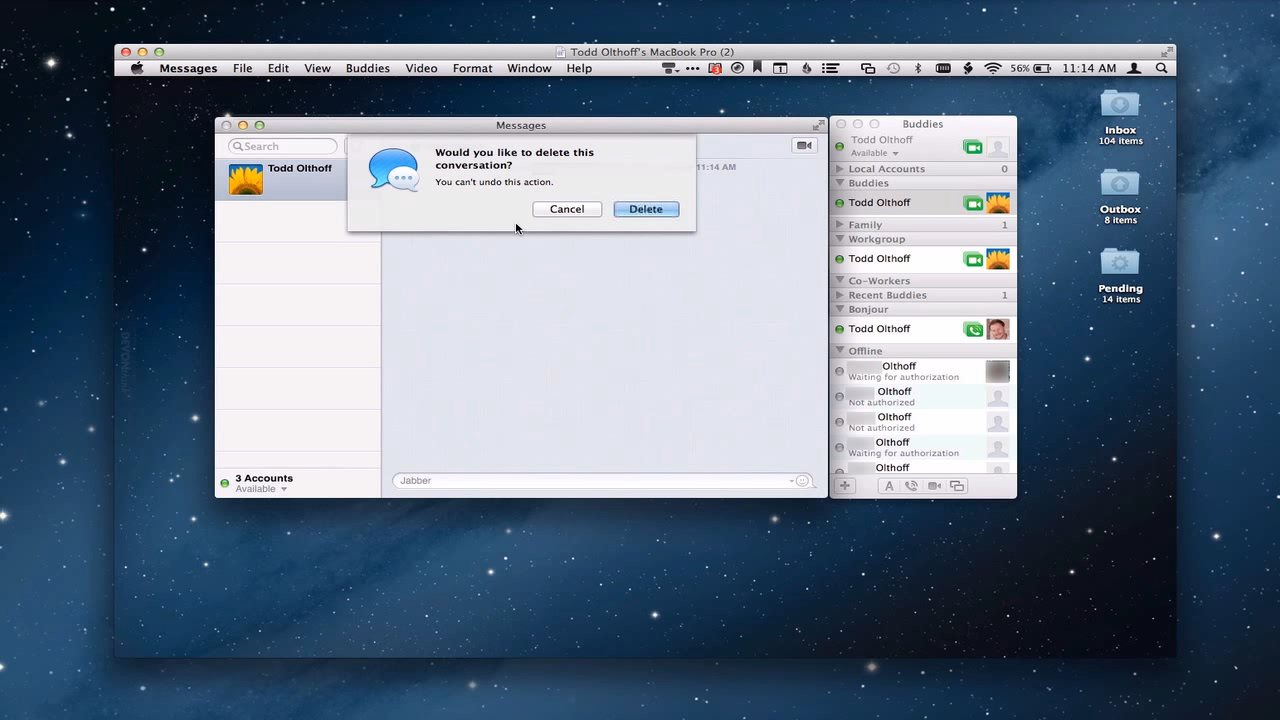 Todd Olthoff's MacBook Pro (2)
Messages File Edit View Buddies Video Format Window Help 56% 11:14 AM
Messages
Search
Todd Olthoff
Would you like to delete this
conversation?
You can't undo this action.
Cancel Delete
11:14 AM
3 Accounts
Available
Jabber
Buddies
Todd Olthoff
Available
Local Accounts 0
Buddies
Todd Olthoff
Family 1
Workgroup
Todd Olthoff
Co-Workers
Recent Buddies 1
Bonjour
Todd Olthoff
Offline
Olthoff
Waiting for authorization
Olthoff
Not authorized
Olthoff
Not authorized
Olthoff
Waiting for authorization
Olthoff
A
Inbox
104 items
Outbox
8 items
Pending
14 items